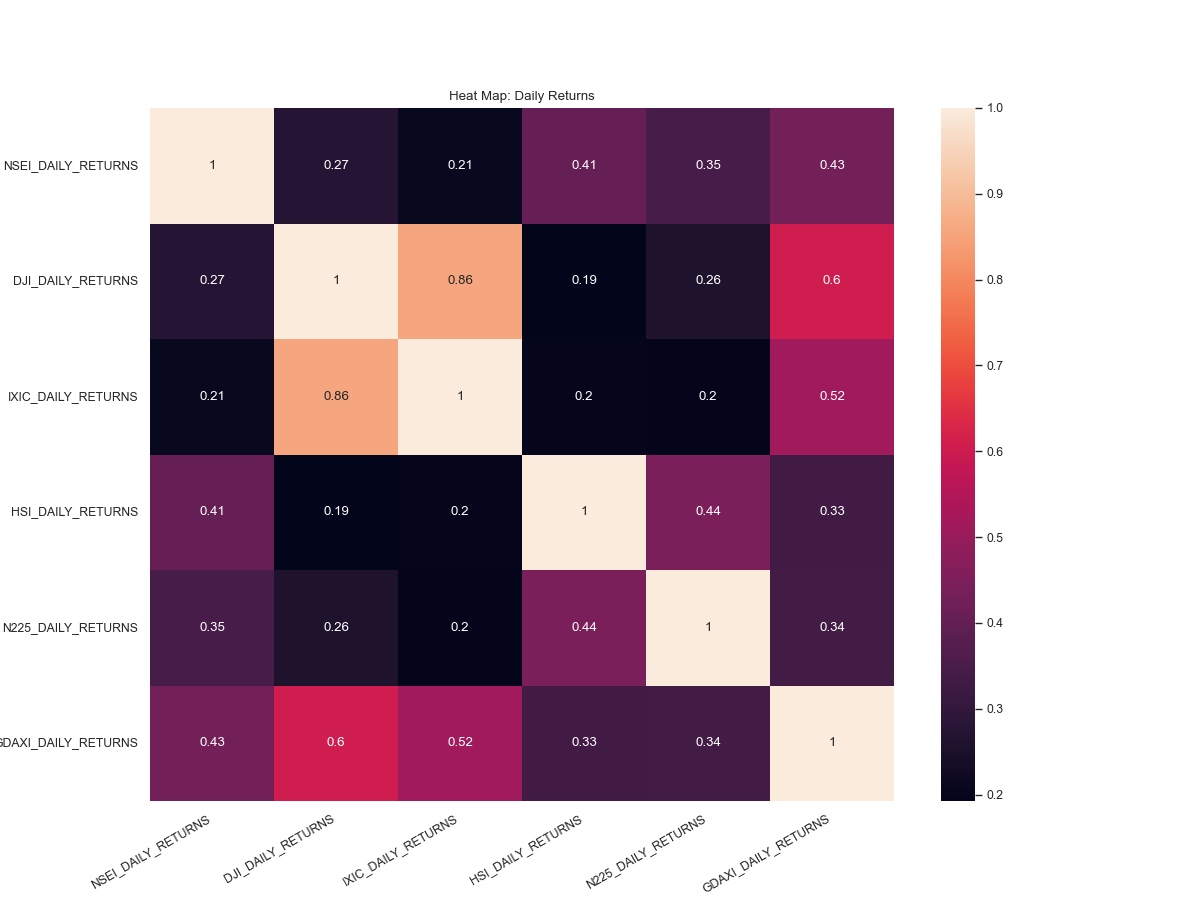 Heat Map: Daily Returns
NSEI_DAILY_RETURNS 1 0.27 0.21 0.41 0.35 0.43
DJI_DAILY_RETURNS 0.27 1 0.86 0.19 0.26 0.6
IXIC_DAILY_RETURNS 0.21 0.86 1 0.2 0.2 0.52
HSI_DAILY_RETURNS 0.41 0.19 0.2 1 0.44 0.33
N225_DAILY_RETURNS 0.35 0.26 0.2 0.44 1 0.34
GDAXI_DAILY_RETURNS 0.43 0.6 0.52 0.33 0.34 1
NSEI_DAILY_RETURNS DJI_DAILY_RETURNS IXIC_DAILY_RETURNS HSI_DAILY_RETURNS N225_DAILY_RETURNS GDAXI_DAILY_RETURNS
1.0
0.9
0.8
0.7
0.6
0.5
0.4
0.3
0.2